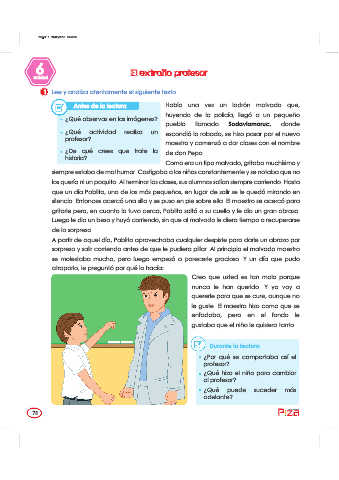 6
El extraño profesor
1 Lee y analiza atentamente el siguiente texto
Antes de la lectura
- ¿Qué observas en las imágenes?
- ¿Qué actividad realiza un
profesor?
- ¿De qué crees que trate la
historia?
Había una vez un ladrón malvado que,
huyendo de la policía, llegó a un pequeño
pueblo llamado Sodavlamaruc, donde
escondió lo robado, se hizo pasar por el nuevo
maestro y comenzó a dar clases con el nombre
de don Pepo.
Como era un tipo malvado, gritaba muchísimo y
siempre estaba de mal humor. Castigaba a los niños constantemente y se notaba que no
los quería ni un poquito. Al terminar las clases, sus alumnos salían siempre corriendo. Hasta
que un día Pablito, uno de los más pequeños, en lugar de salir se le quedó mirando en
silencio. Entonces acercó una silla y se puso en pie sobre ella. El maestro se acercó para
gritarle pero, en cuanto lo tuvo cerca, Pablito saltó a su cuello y le dio un gran abrazo.
Luego le dio un beso y huyó corriendo, sin que al malvado le diera tiempo a recuperarse
de la sorpresa.
A partir de aquel día, Pablito aprovechaba cualquier despiste para darle un abrazo por
sorpresa y salir corriendo antes de que le pudiera pillar. Al principio el malvado maestro
se molestaba mucho, pero luego empezó a parecerle gracioso. Y un día que pudo
atraparlo, le preguntó por qué lo hacía:
Creo que usted es tan malo porque
nunca le han querido. Y yo voy a
quererle para que se cure, aunque no
le guste. El maestro hizo como que se
enfadaba, pero en el fondo le
gustaba que el niño le quisiera tanto.
Durante la lectura
- ¿Por qué se comportaba así el
profesor?
- ¿Qué hizo el niño para cambiar
al profesor?
- ¿Qué puede suceder más
adelante?
74